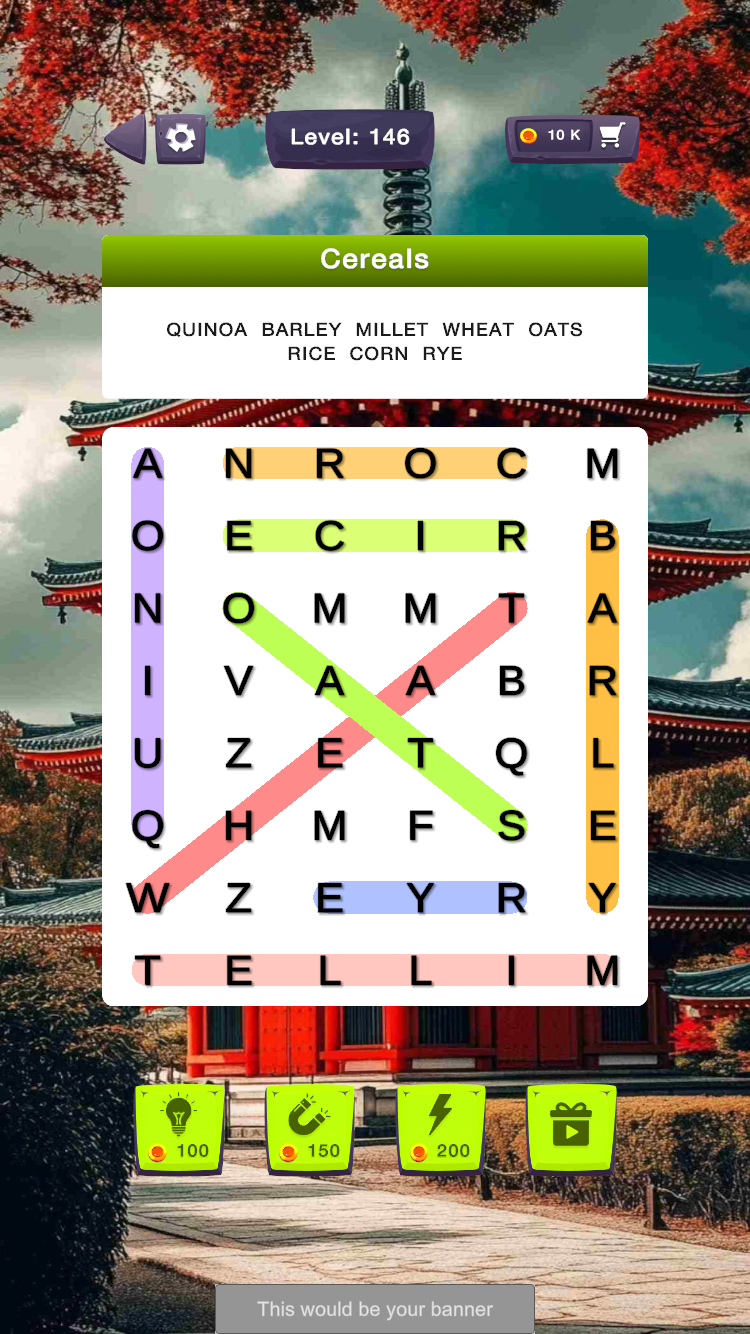 Level: 146
10 K
Cereals
QUINOA BARLEY MILLET WHEAT OATS
RICE CORN RYE
A N R O C M
O E C I R B
N O M M T A
I V A A B R
U Z E T Q L
Q H M F S E
W Z E Y R Y
T E L L I M
100 150 200
This would be your banner